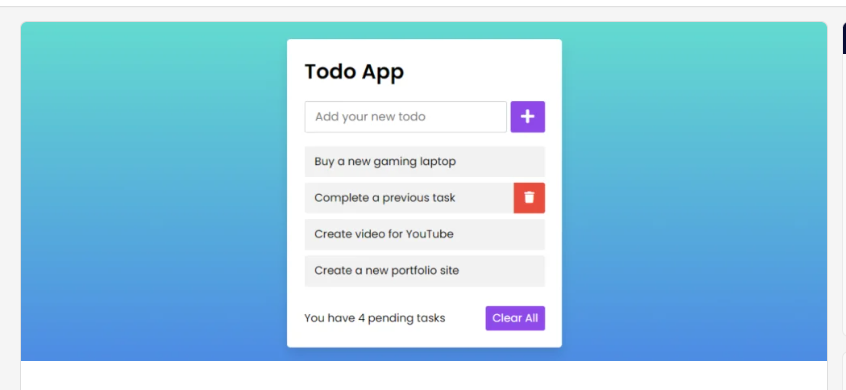 Todo App
Add your new todo
Buy a new gaming laptop
Complete a previous task
Create video for YouTube
Create a new portfolio site
You have 4 pending tasks Clear All